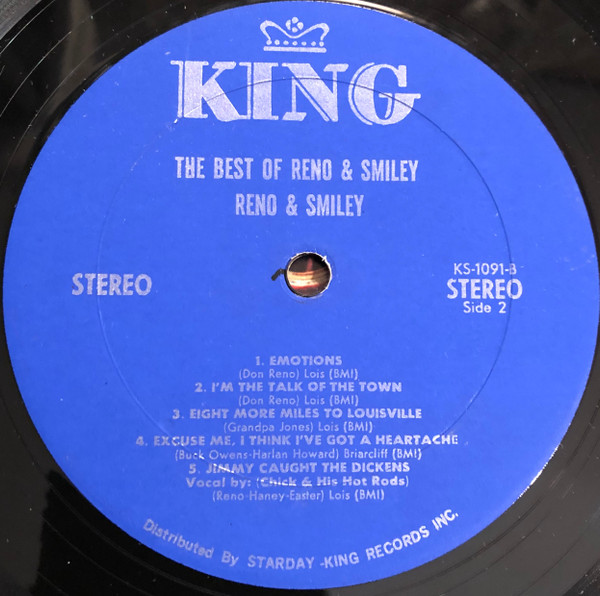 KING
THE BEST OF RENO & SMILEY
RENO & SMILEY
STEREO
KS-1091-B
STEREO
Side 2
1. EMOTIONS
(Don Reno) Lois (BMI)
2. I'M THE TALK OF THE TOWN
(Don Reno) Lois (BMI)
3. EIGHT MORE MILES TO LOUISVILLE
(Grandpa Jones) Lois (BMI)
4. EXCUSE ME, I THINK I'VE GOT A HEARTACHE
(Buck Owens-Harlan Howard) Briarcliff (BMI)
5. JIMMY CAUGHT THE DICKENS
Vocal by: (Chick & His Hot Rods)
(Reno-Haney-Easter) Lois (BMI)
Distributed By STARDAY-KING RECORDS INC.